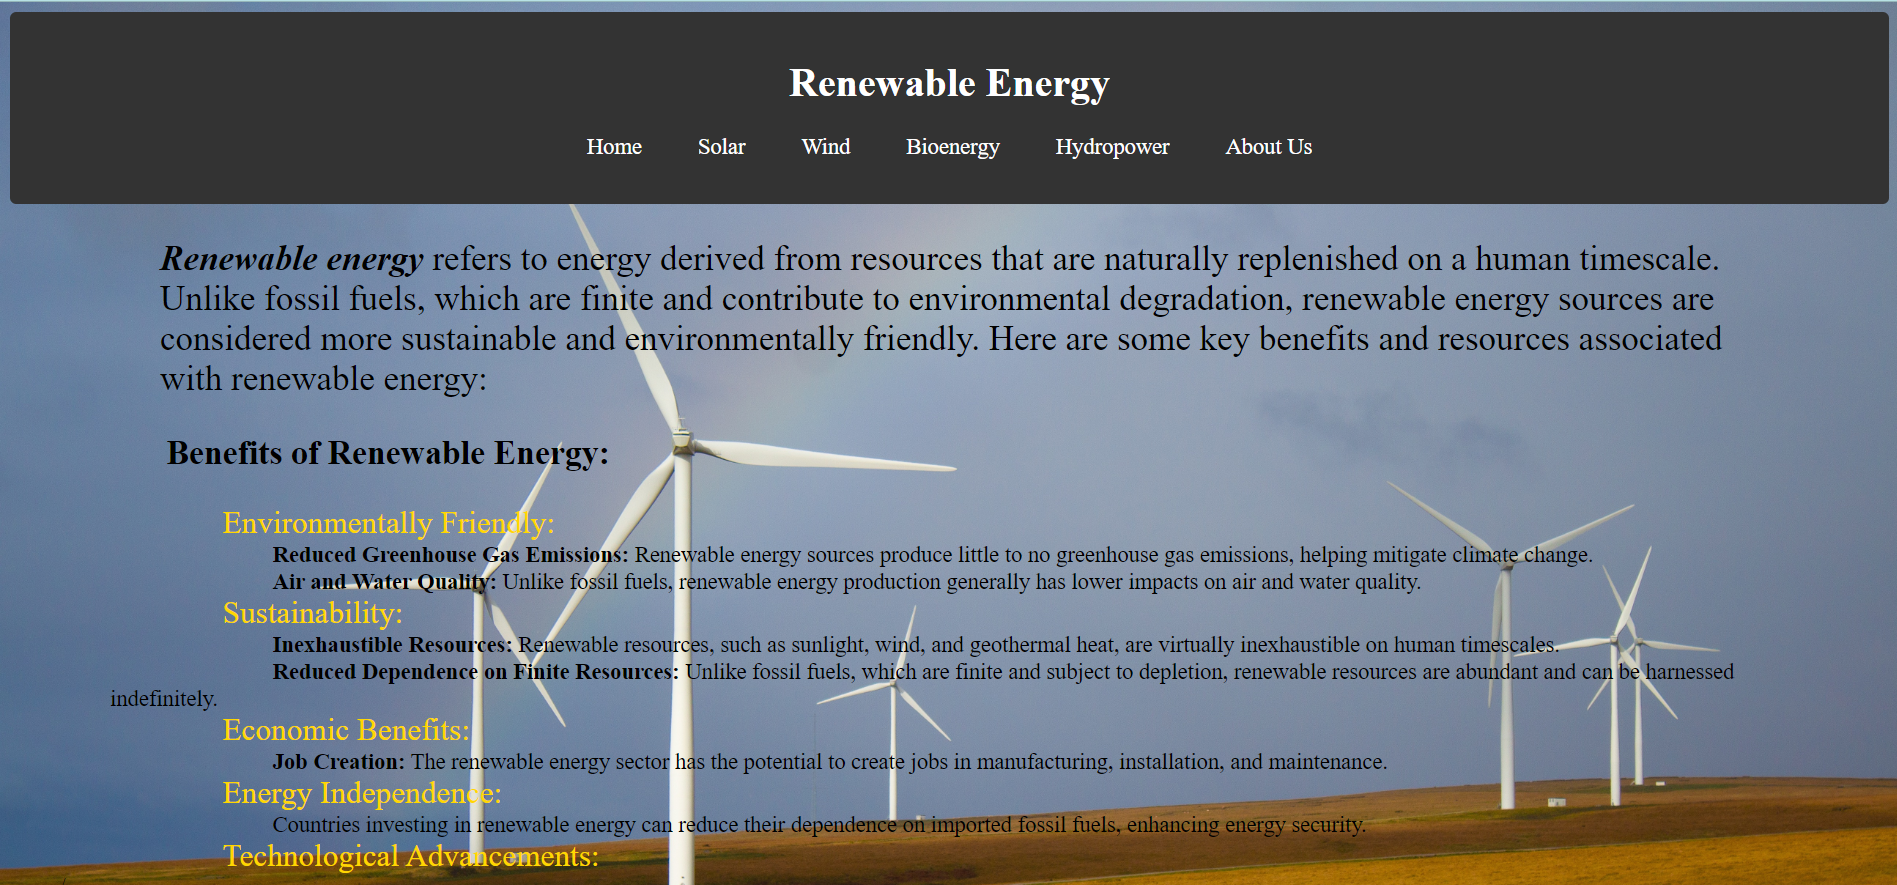 Renewable Energy
Home Solar Wind Bioenergy Hydropower About Us
Renewable energy refers to energy derived from resources that are naturally replenished on a human timescale.
Unlike fossil fuels, which are finite and contribute to environmental degradation, renewable energy sources are
considered more sustainable and environmentally friendly. Here are some key benefits and resources associated
with renewable energy:
Benefits of Renewable Energy:
Environmentally Friendly:
Reduced Greenhouse Gas Emissions: Renewable energy sources produce little to no greenhouse gas emissions, helping mitigate climate change.
Air and Water Quality: Unlike fossil fuels, renewable energy production generally has lower impacts on air and water quality.
Sustainability:
Inexhaustible Resources: Renewable resources, such as sunlight, wind, and geothermal heat, are virtually inexhaustible on human timescales.
Reduced Dependence on Finite Resources: Unlike fossil fuels, which are finite and subject to depletion, renewable resources are abundant and can be harnessed
indefinitely.
Economic Benefits:
Job Creation: The renewable energy sector has the potential to create jobs in manufacturing, installation, and maintenance.
Energy Independence:
Countries investing in renewable energy can reduce their dependence on imported fossil fuels, enhancing energy security.
Technological Advancements: